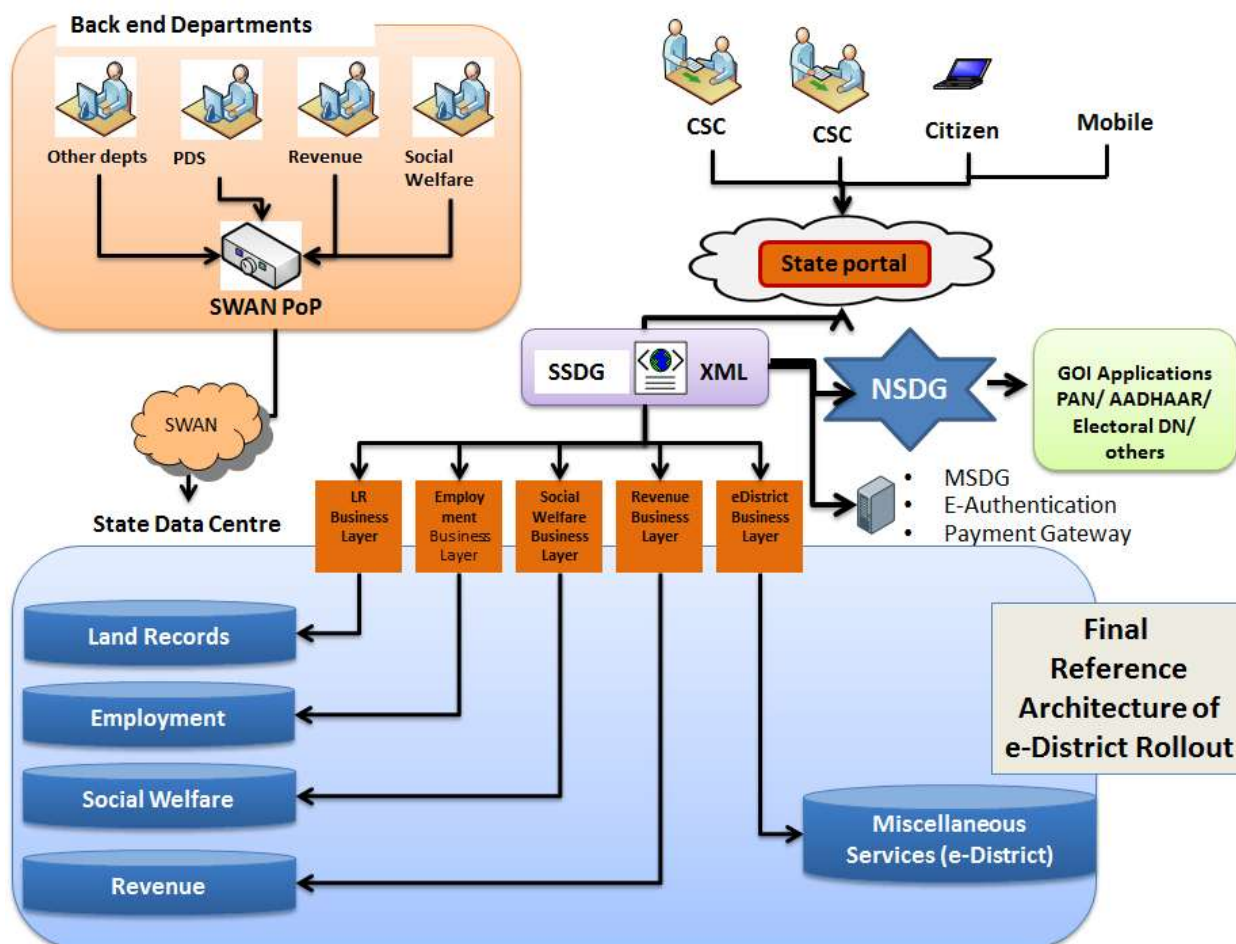 Back end Departments
Other depts
PDS
Revenue
Social
Welfare
SWAN PoP
CSC
CSC
Citizen
Mobile
State portal
SSDG
XML
NSDG
GOI Applications
PAN/ AADHAAR/
Electoral DN/
others
SWAN
State Data Centre
• MSDG
• E-Authentication
• Payment Gateway
LR
Business
Layer
Employ
ment
Business
Layer
Social
Welfare
Business
Layer
Revenue
Business
Layer
eDistrict
Business
Layer
Land Records
Employment
Social Welfare
Revenue
Final
Reference
Architecture of
e-District Rollout
Miscellaneous
Services (e-District)